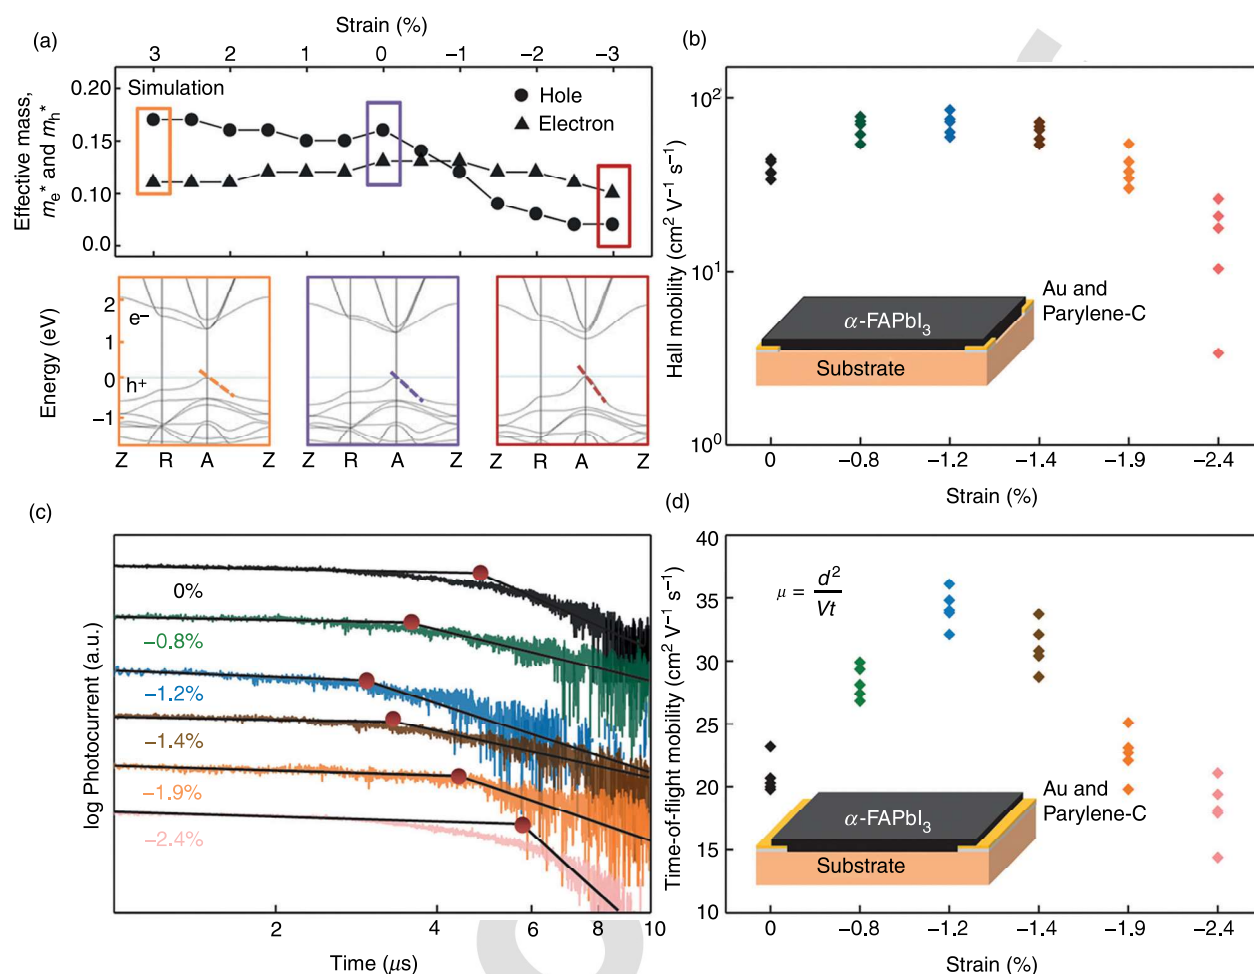 (a)
Strain (%)
3 2 1 0 −1 −2 −3
Effective mass,
m_e* and m_h*
0.20
0.15
0.10
0.0
Simulation
Hole
Electron
Energy (eV)
2
1
0
−1
e⁻
h⁺
Z R A Z
Z R A Z
Z R A Z
(b)
Hall mobility (cm² V⁻¹ s⁻¹)
10²
10¹
10⁰
α-FAPbI₃
Substrate
Au and
Parylene-C
0 −0.8 −1.2 −1.4 −1.9 −2.4
Strain (%)
(c)
log Photocurrent (a.u.)
0%
−0.8%
−1.2%
−1.4%
−1.9%
−2.4%
2 4 6 8 10
Time (μs)
(d)
Time-of-flight mobility (cm² V⁻¹ s⁻¹)
40
35
30
25
20
15
10
μ = d²/Vt
α-FAPbI₃
Substrate
Au and
Parylene-C
0 −0.8 −1.2 −1.4 −1.9 −2.4
Strain (%)